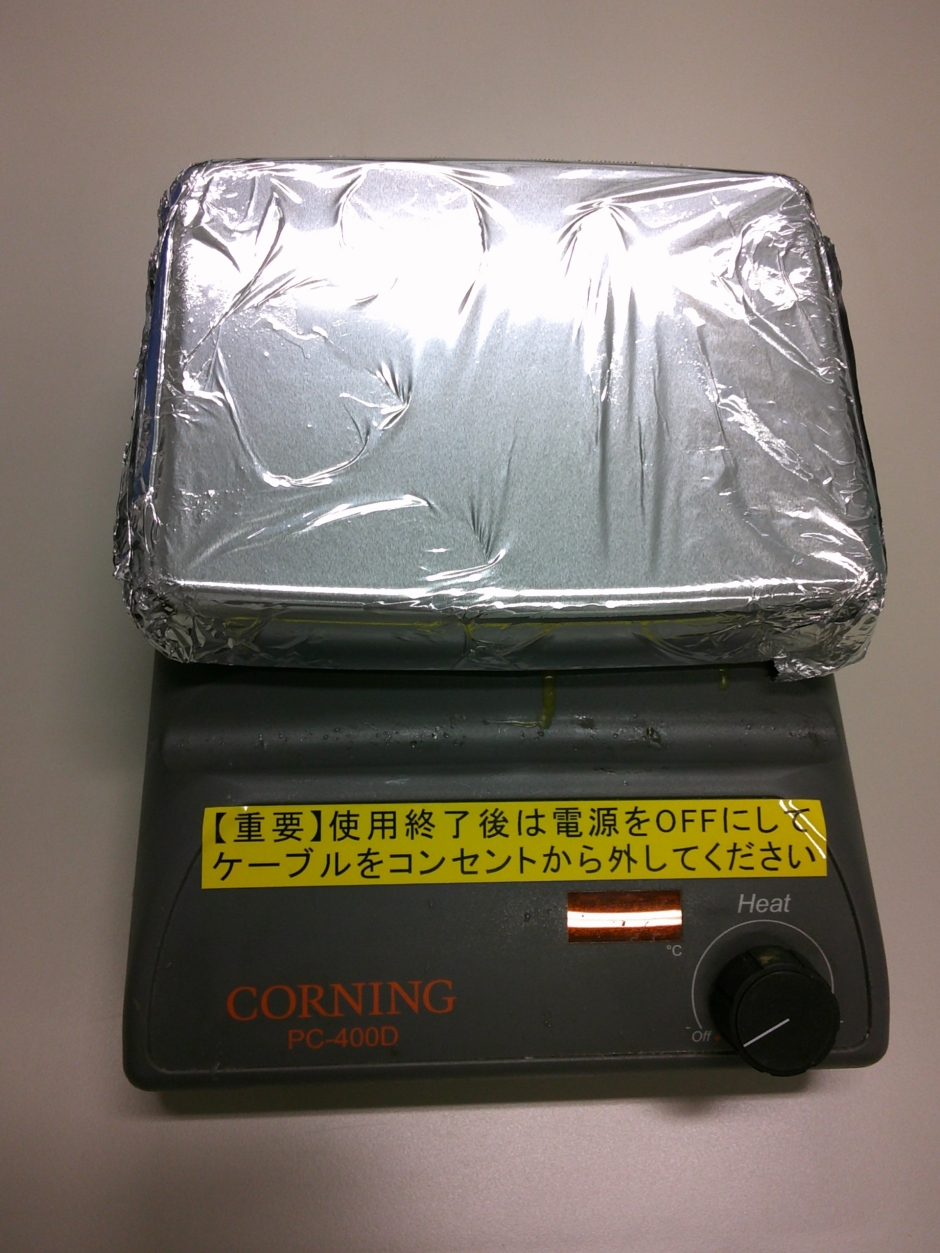 【重要】使用終了後は電源をOFFにして
ケーブルをコンセントから外してください
Heat
°C
Off
CORNING
PC-400D